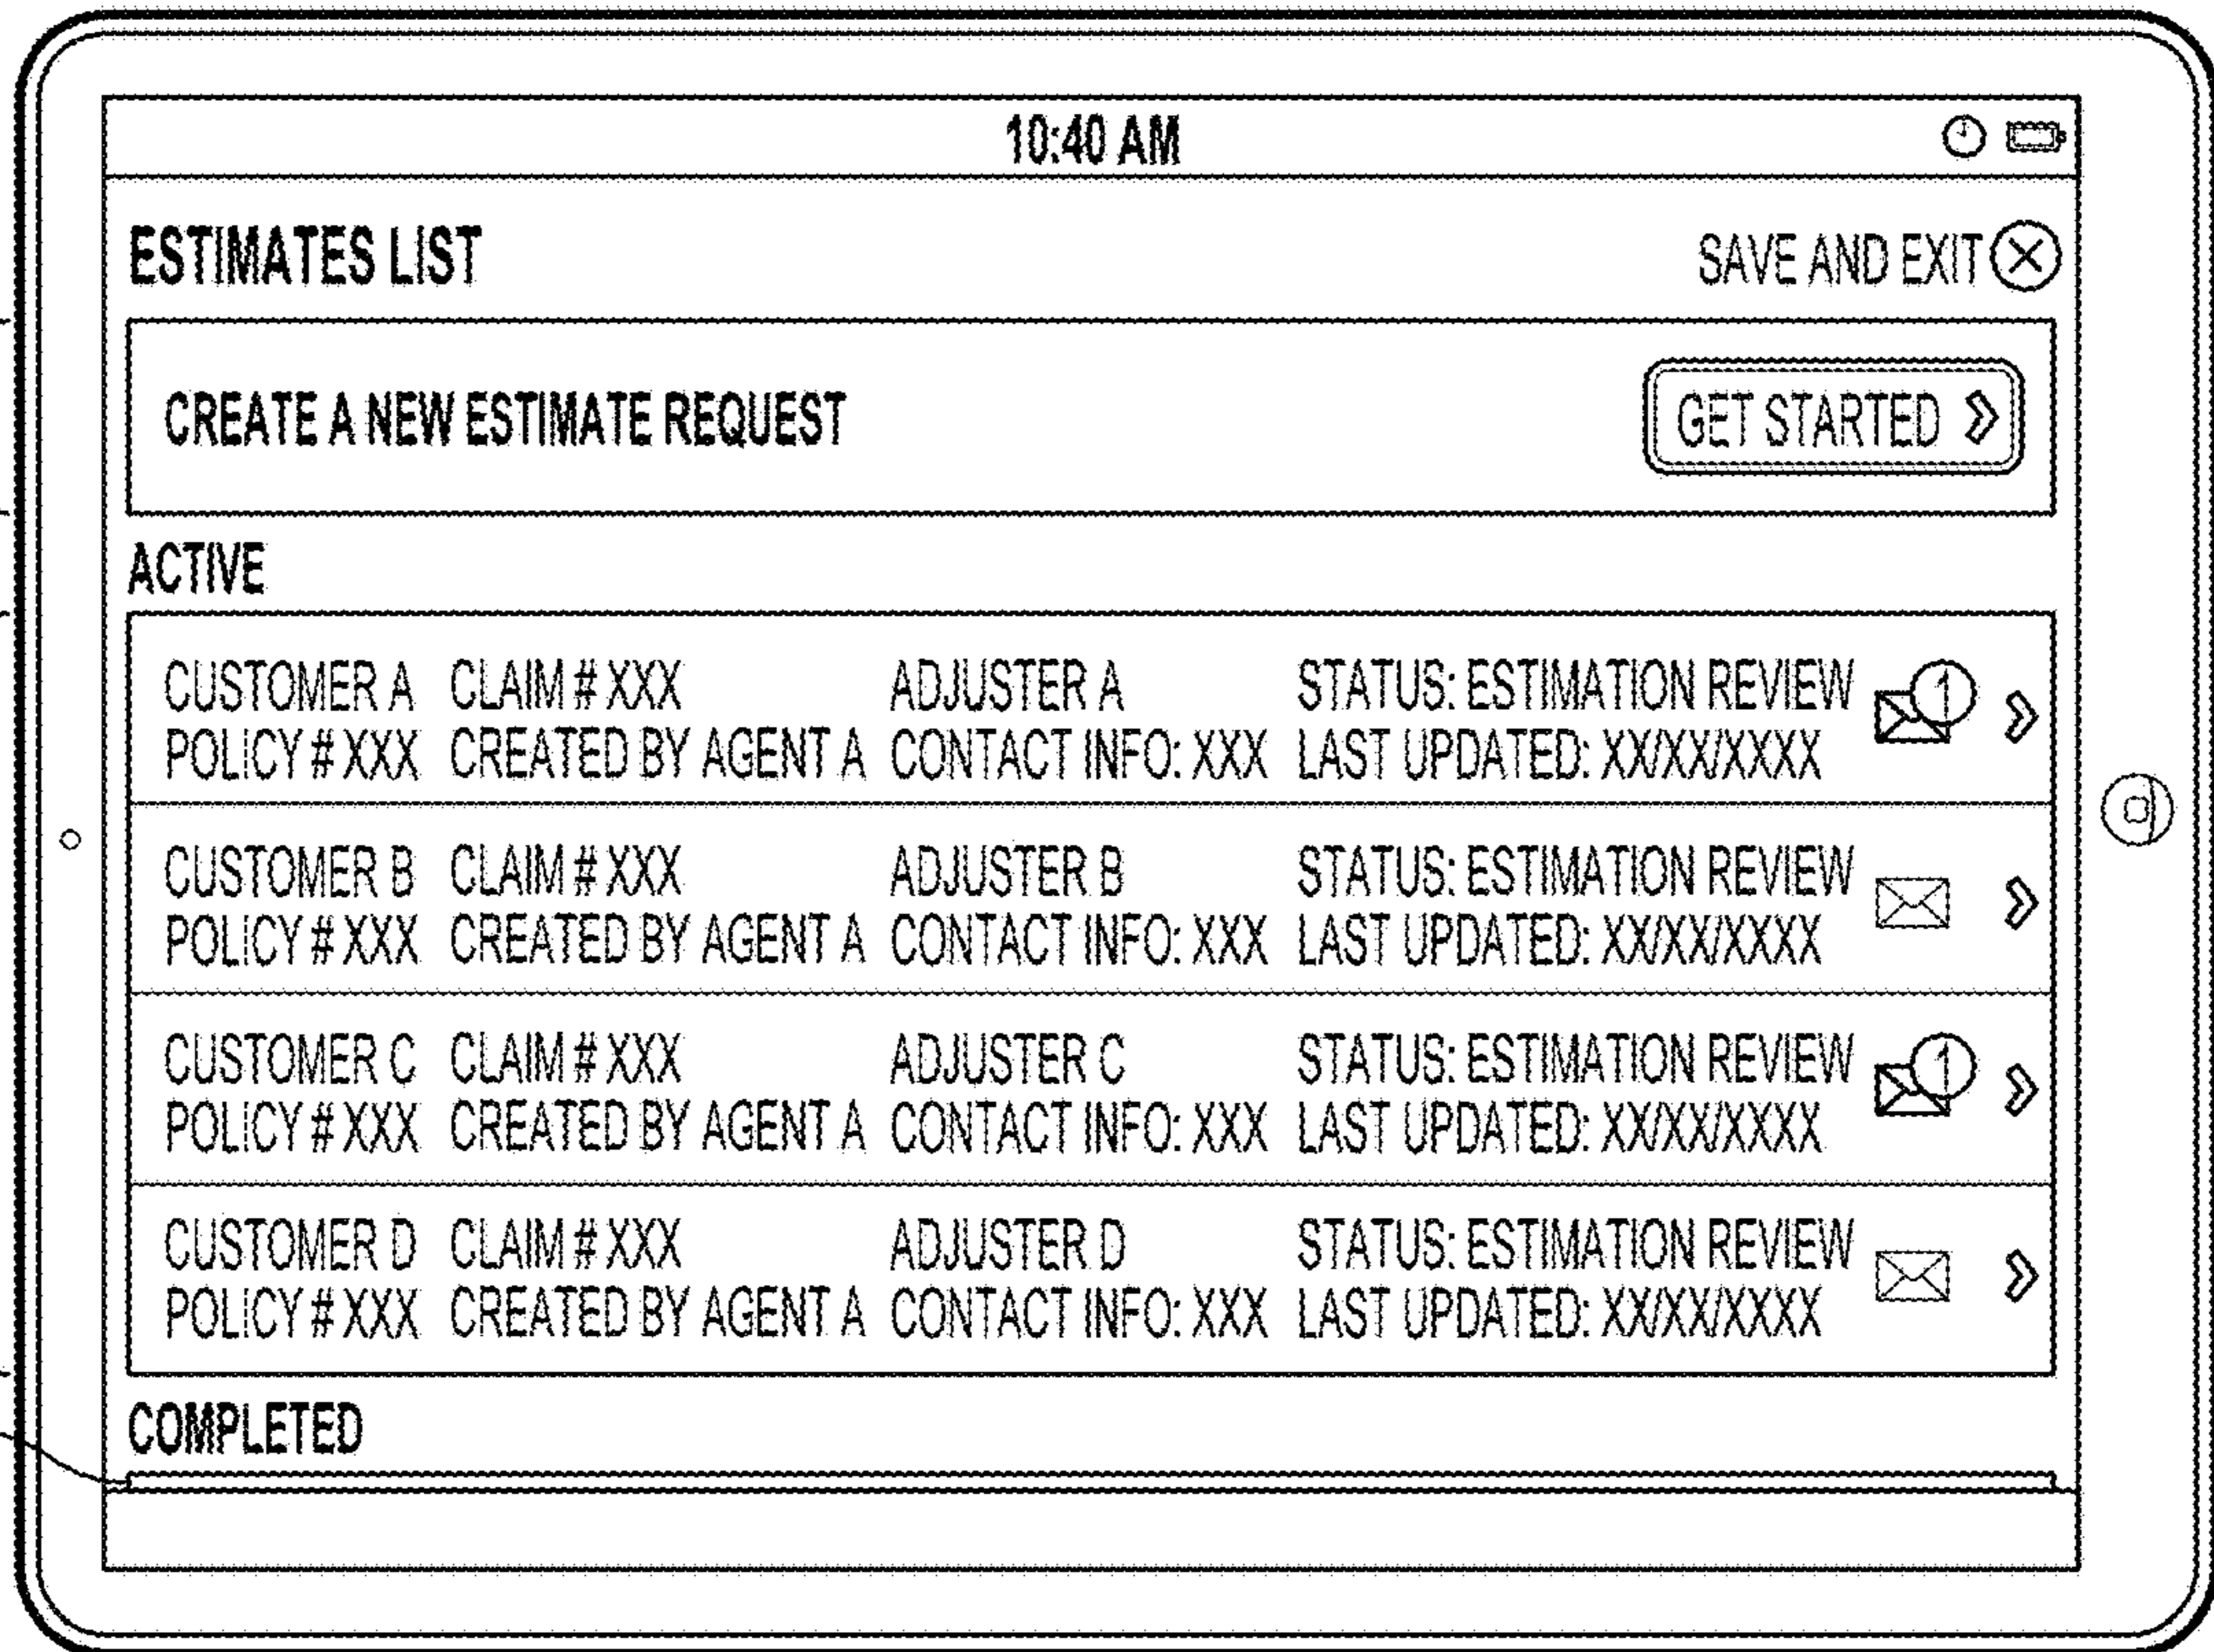 10:40 AM
ESTIMATES LIST SAVE AND EXIT
CREATE A NEW ESTIMATE REQUEST GET STARTED
ACTIVE
CUSTOMER A CLAIM # XXX ADJUSTER A STATUS: ESTIMATION REVIEW 1
POLICY # XXX CREATED BY AGENT A CONTACT INFO: XXX LAST UPDATED: XX/XX/XXXX
CUSTOMER B CLAIM # XXX ADJUSTER B STATUS: ESTIMATION REVIEW
POLICY # XXX CREATED BY AGENT A CONTACT INFO: XXX LAST UPDATED: XX/XX/XXXX
CUSTOMER C CLAIM # XXX ADJUSTER C STATUS: ESTIMATION REVIEW 1
POLICY # XXX CREATED BY AGENT A CONTACT INFO: XXX LAST UPDATED: XX/XX/XXXX
CUSTOMER D CLAIM # XXX ADJUSTER D STATUS: ESTIMATION REVIEW
POLICY # XXX CREATED BY AGENT A CONTACT INFO: XXX LAST UPDATED: XX/XX/XXXX
COMPLETED